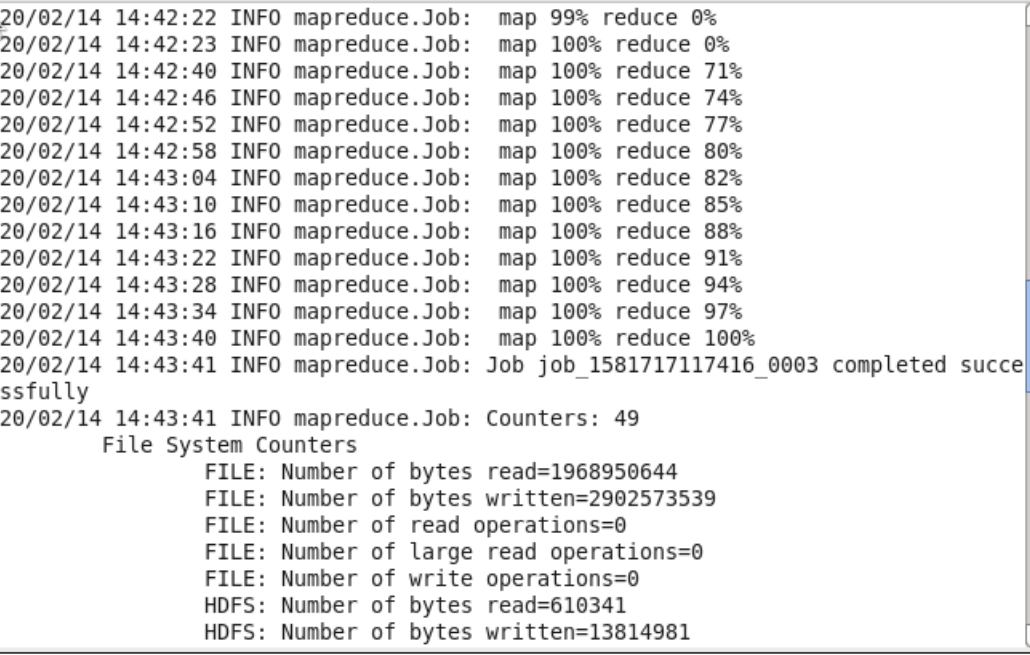 20/02/14 14:42:22 INFO mapreduce.Job:  map 99% reduce 0%
20/02/14 14:42:23 INFO mapreduce.Job:  map 100% reduce 0%
20/02/14 14:42:40 INFO mapreduce.Job:  map 100% reduce 71%
20/02/14 14:42:46 INFO mapreduce.Job:  map 100% reduce 74%
20/02/14 14:42:52 INFO mapreduce.Job:  map 100% reduce 77%
20/02/14 14:42:58 INFO mapreduce.Job:  map 100% reduce 80%
20/02/14 14:43:04 INFO mapreduce.Job:  map 100% reduce 82%
20/02/14 14:43:10 INFO mapreduce.Job:  map 100% reduce 85%
20/02/14 14:43:16 INFO mapreduce.Job:  map 100% reduce 88%
20/02/14 14:43:22 INFO mapreduce.Job:  map 100% reduce 91%
20/02/14 14:43:28 INFO mapreduce.Job:  map 100% reduce 94%
20/02/14 14:43:34 INFO mapreduce.Job:  map 100% reduce 97%
20/02/14 14:43:40 INFO mapreduce.Job:  map 100% reduce 100%
20/02/14 14:43:41 INFO mapreduce.Job: Job job_1581717117416_0003 completed succe
ssfully
20/02/14 14:43:41 INFO mapreduce.Job: Counters: 49
        File System Counters
                FILE: Number of bytes read=1968950644
                FILE: Number of bytes written=2902573539
                FILE: Number of read operations=0
                FILE: Number of large read operations=0
                FILE: Number of write operations=0
                HDFS: Number of bytes read=610341
                HDFS: Number of bytes written=13814981